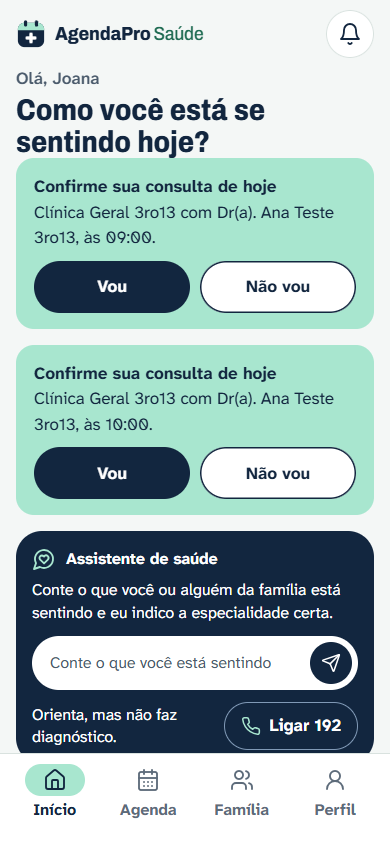 AgendaPro Saúde
Olá, Joana
Como você está se
sentindo hoje?
Confirme sua consulta de hoje
Clínica Geral 3ro13 com Dr(a). Ana Teste
3ro13, às 09:00.
Vou
Não vou
Confirme sua consulta de hoje
Clínica Geral 3ro13 com Dr(a). Ana Teste
3ro13, às 10:00.
Vou
Não vou
Assistente de saúde
Conte o que você ou alguém da família está
sentindo e eu indico a especialidade certa.
Conte o que você está sentindo
Orienta, mas não faz
diagnóstico.
Ligar 192
Início
Agenda
Família
Perfil